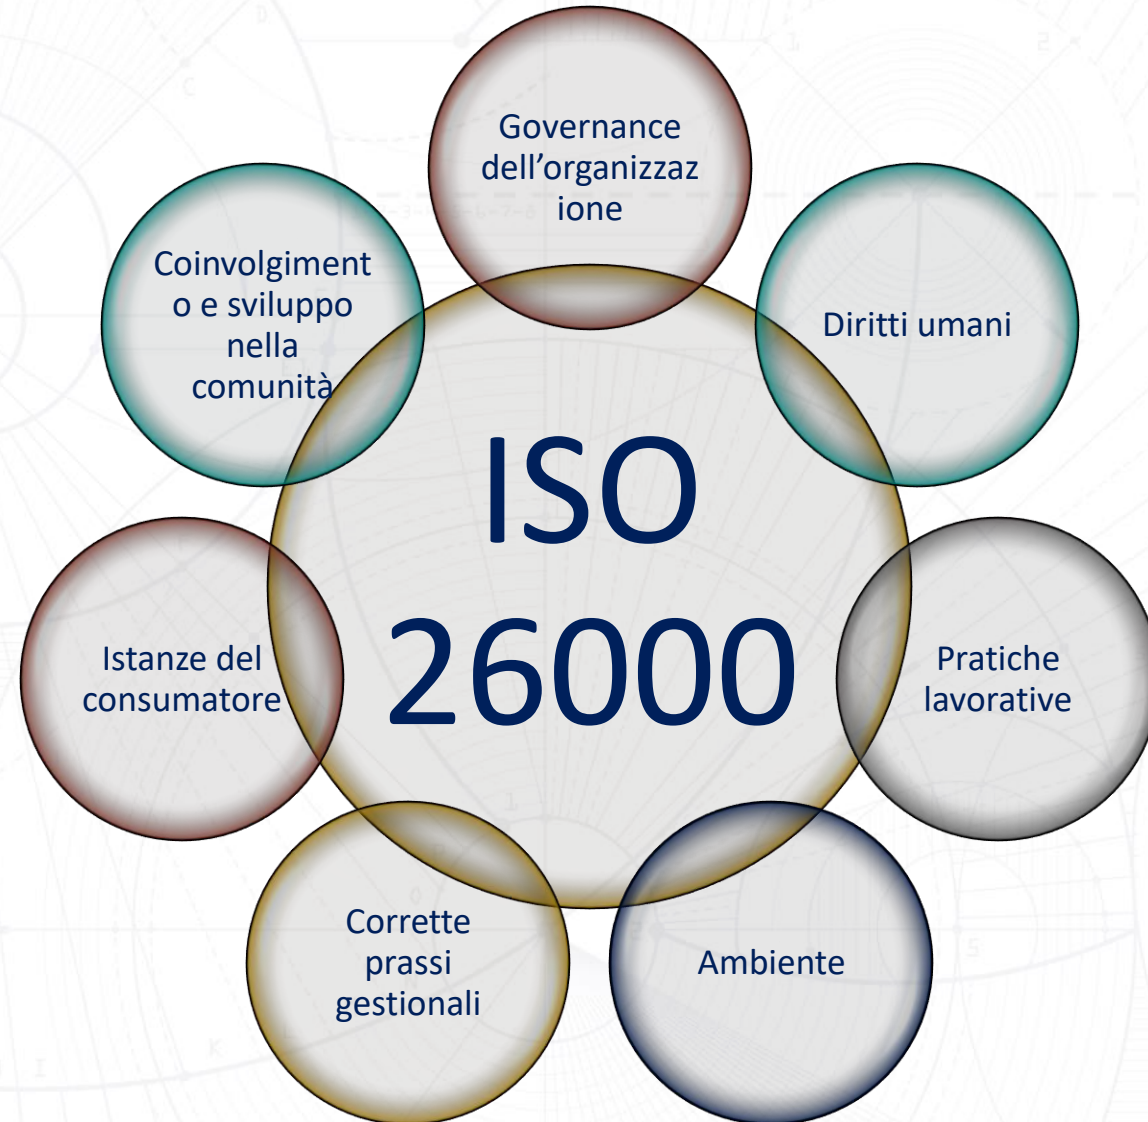 Governance
dell’organizzaz
ione
Diritti umani
Pratiche
lavorative
Ambiente
Corrette
prassi
gestionali
Istanze del
consumatore
Coinvolgiment
o e sviluppo
nella
comunità
ISO
26000